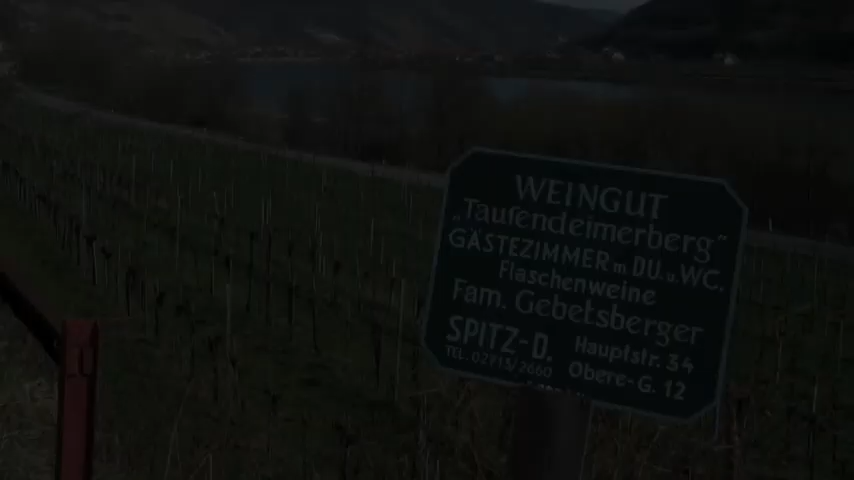 WEINGUT
„Tauſendeimerberg"
GÄSTEZIMMER m. DU. u. WC.
Flaschenweine
Fam. Gebetsberger
SPITZ-D. Hauptstr. 34
TEL. 02713/2660 Obere-G. 12